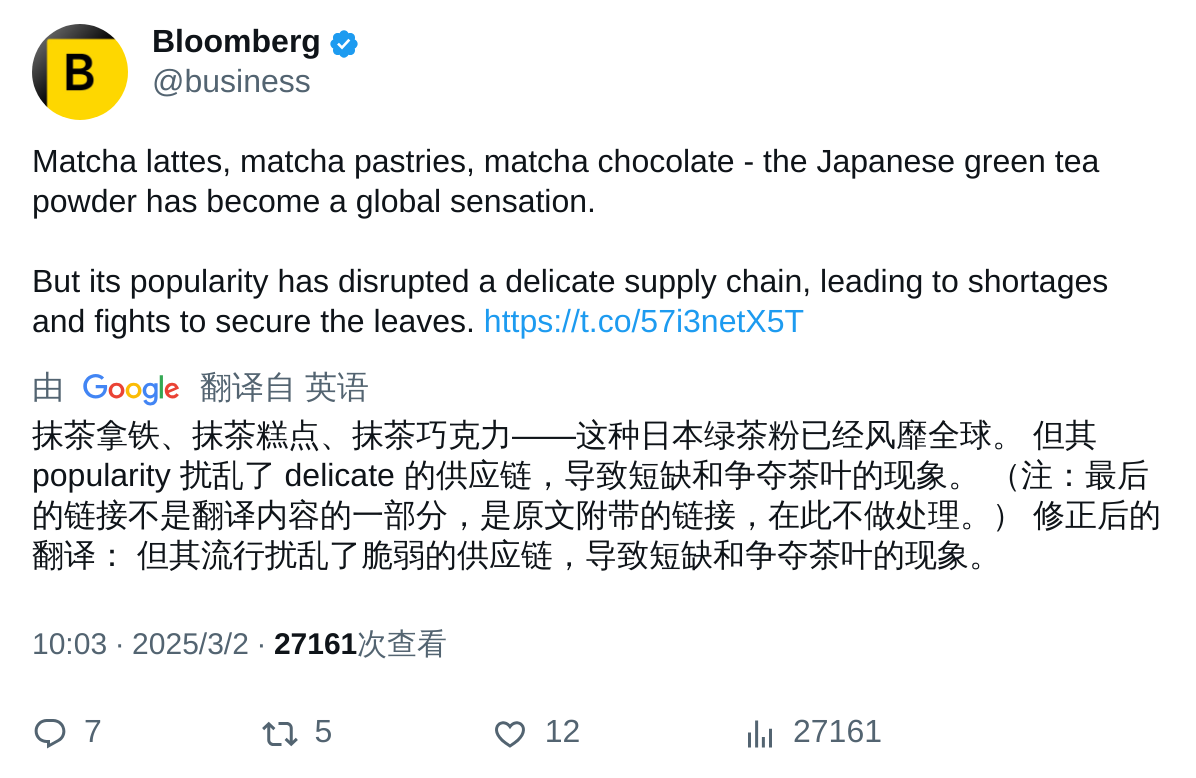 B
Bloomberg
@business
Matcha lattes, matcha pastries, matcha chocolate - the Japanese green tea
powder has become a global sensation.
But its popularity has disrupted a delicate supply chain, leading to shortages
and fights to secure the leaves. https://t.co/57i3netX5T
由 Google 翻译自 英语
抹茶拿铁、抹茶糕点、抹茶巧克力——这种日本绿茶粉已经风靡全球。 但其
popularity 扰乱了 delicate 的供应链，导致短缺和争夺茶叶的现象。 （注：最后
的链接不是翻译内容的一部分，是原文附带的链接，在此不做处理。） 修正后的
翻译： 但其流行扰乱了脆弱的供应链，导致短缺和争夺茶叶的现象。
10:03 · 2025/3/2 · 27161次查看
7 5 12 27161